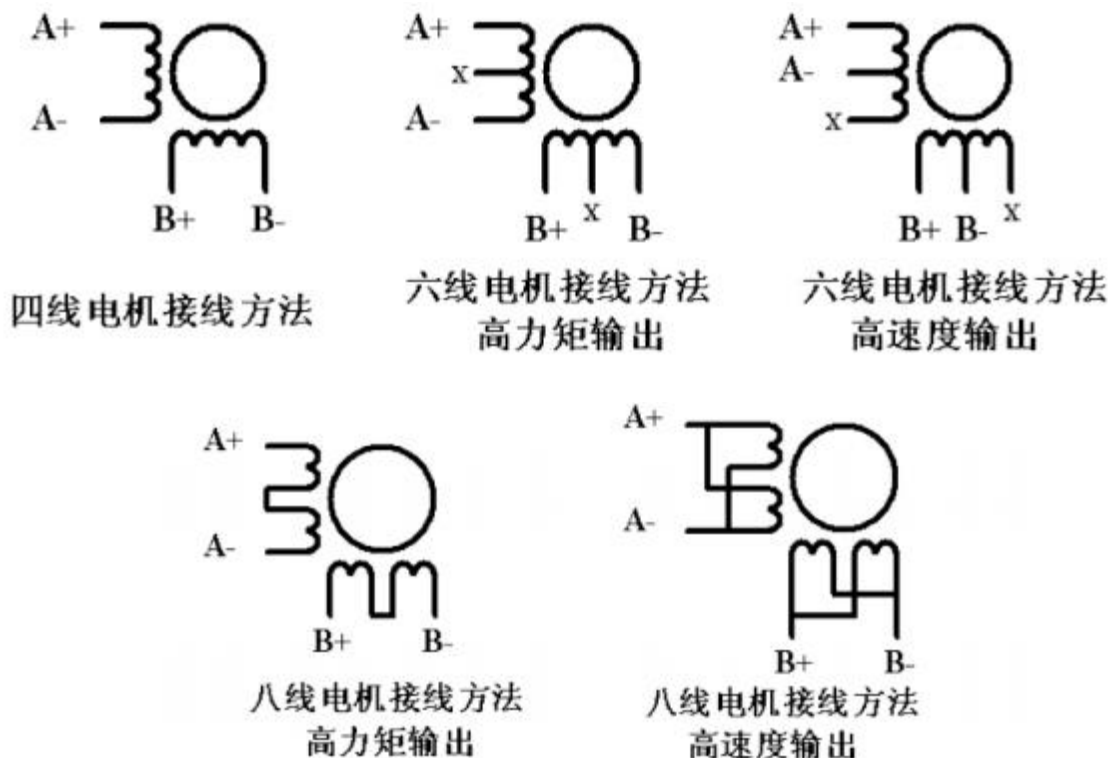 A+
A-
B+ B-
四线电机接线方法
A+
x
A-
B+ x B-
六线电机接线方法
高力矩输出
A+
A-
x
B+ B- x
六线电机接线方法
高速度输出
A+
A-
B+ B-
八线电机接线方法
高力矩输出
A+
A-
B+ B-
八线电机接线方法
高速度输出